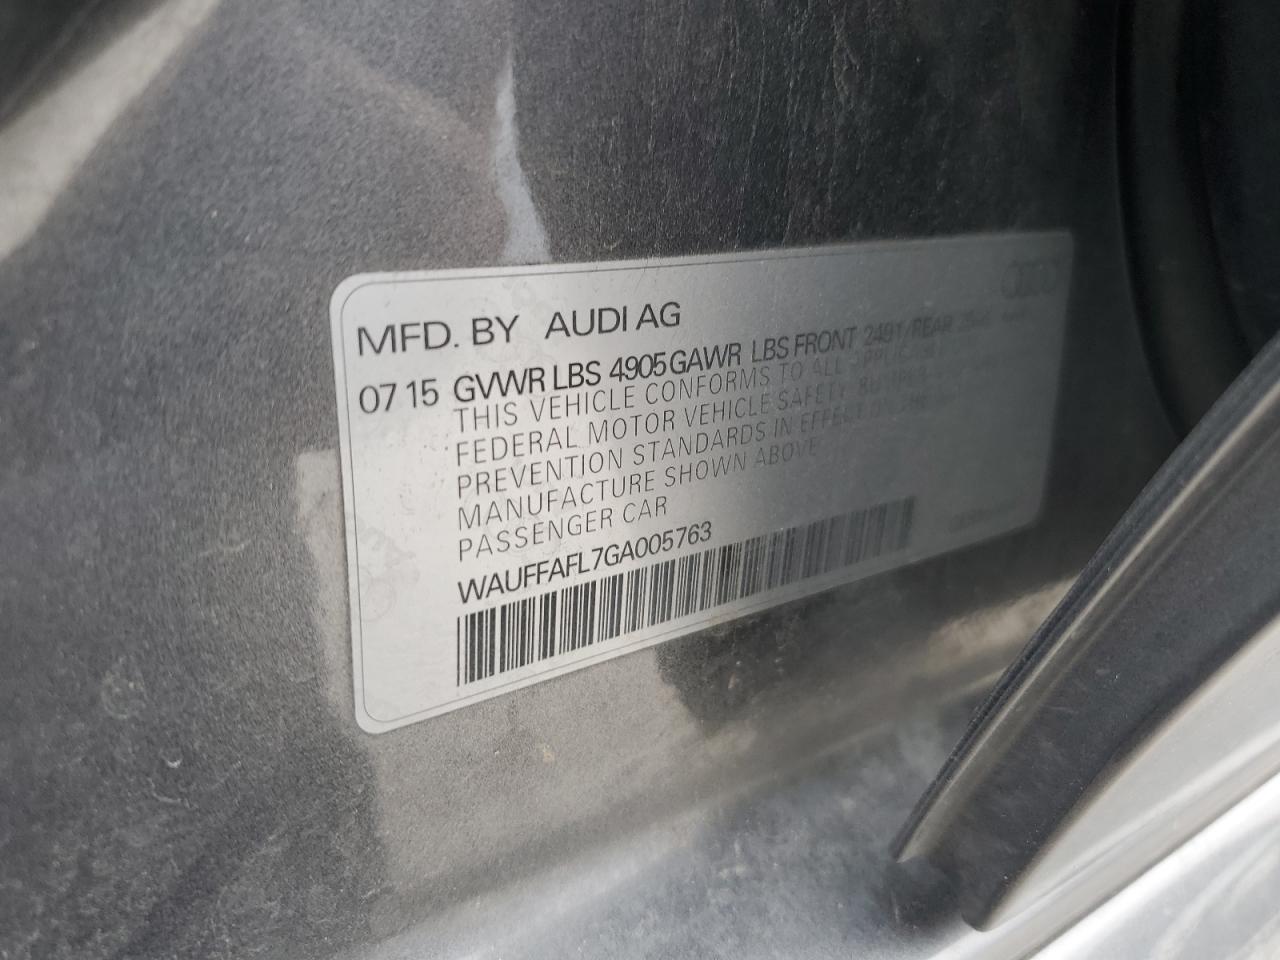 MFD. BY AUDI AG
07 15 GVWR LBS 4905 GAWR LBS FRONT 2491/REAR
THIS VEHICLE CONFORMS TO ALL
FEDERAL MOTOR VEHICLE SAFETY
PREVENTION STANDARDS IN EFFECT
MANUFACTURE SHOWN ABOVE
PASSENGER CAR
WAUFFAFL7GA005763